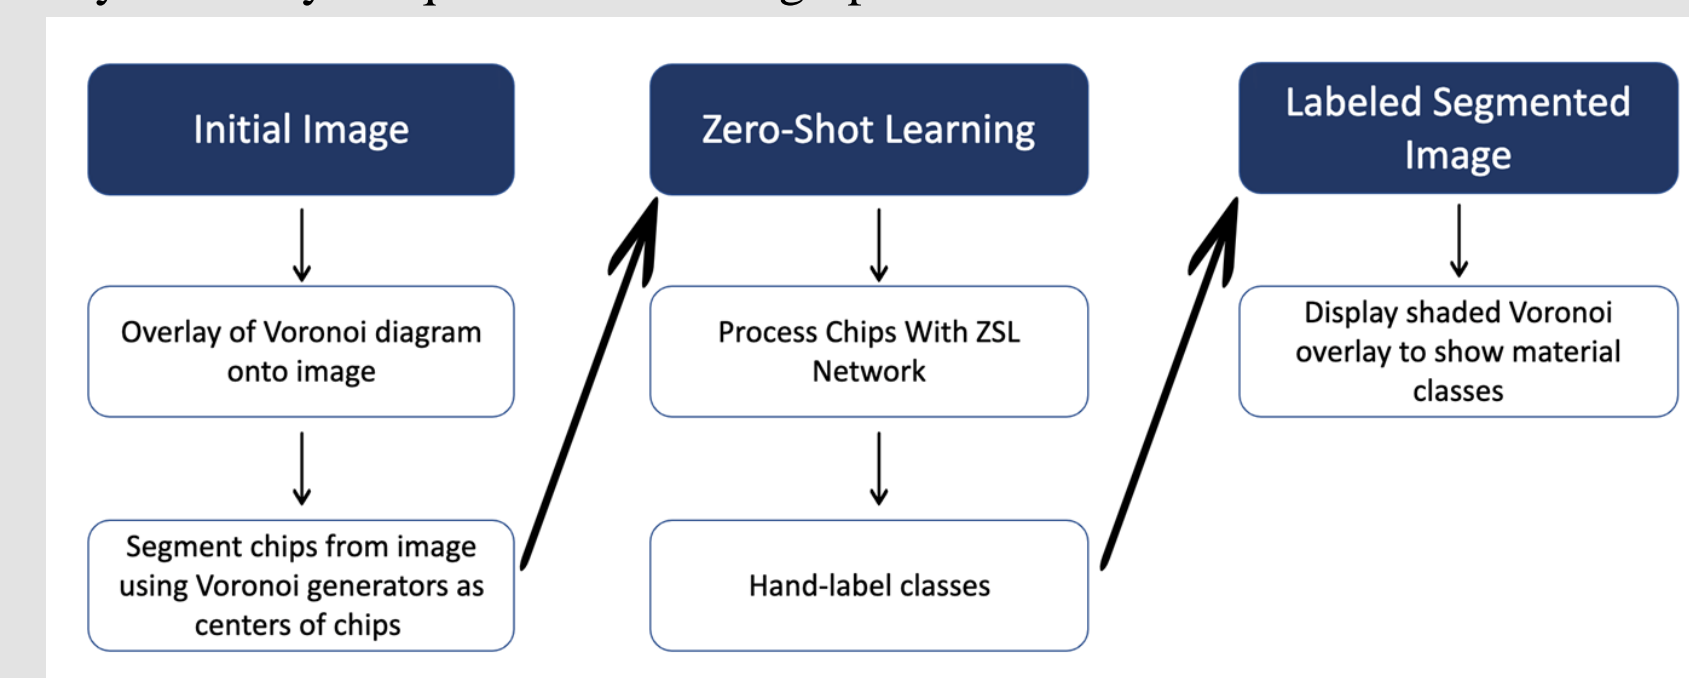 Initial Image
Overlay of Voronoi diagram
onto image
Segment chips from image
using Voronoi generators as
centers of chips
Zero-Shot Learning
Process Chips With ZSL
Network
Hand-label classes
Labeled Segmented
Image
Display shaded Voronoi
overlay to show material
classes